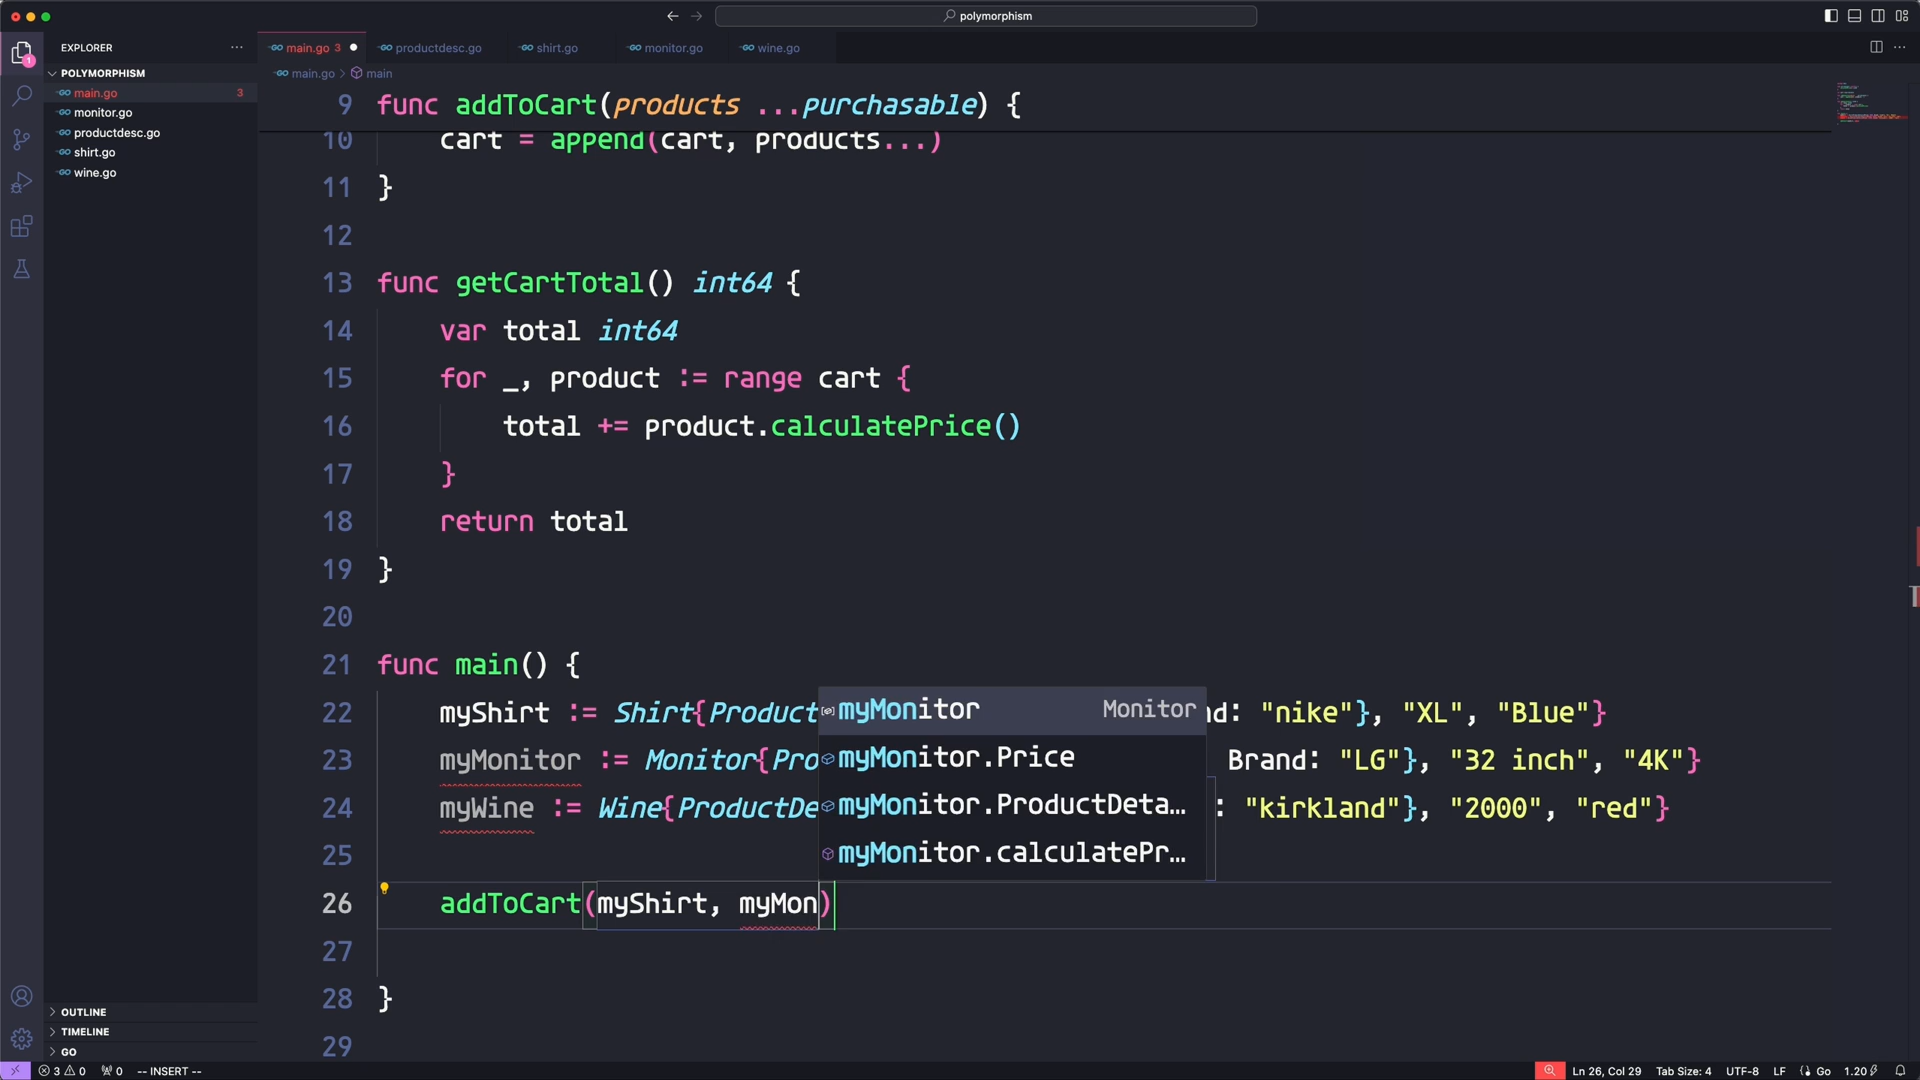 polymorphism
EXPLORER
main.go 3
productdesc.go
shirt.go
monitor.go
wine.go
POLYMORPHISM
main.go > main
main.go 3
monitor.go
productdesc.go
shirt.go
wine.go
9 func addToCart(products ...purchasable) {
10 cart = append(cart, products...)
11 }
12
13 func getCartTotal() int64 {
14 var total int64
15 for _, product := range cart {
16 total += product.calculatePrice()
17 }
18 return total
19 }
20
21 func main() {
22 myShirt := Shirt{Product nd: "nike"}, "XL", "Blue"}
23 myMonitor := Monitor{Pro Brand: "LG"}, "32 inch", "4K"}
24 myWine := Wine{ProductDe : "kirkland"}, "2000", "red"}
25
26 addToCart(myShirt, myMon)
27
28 }
29
myMonitor Monitor
myMonitor.Price
myMonitor.ProductDeta...
myMonitor.calculatePr...
OUTLINE
TIMELINE
GO
1
3 0 0 -- INSERT -- Ln 26, Col 29 Tab Size: 4 UTF-8 LF Go 1.20